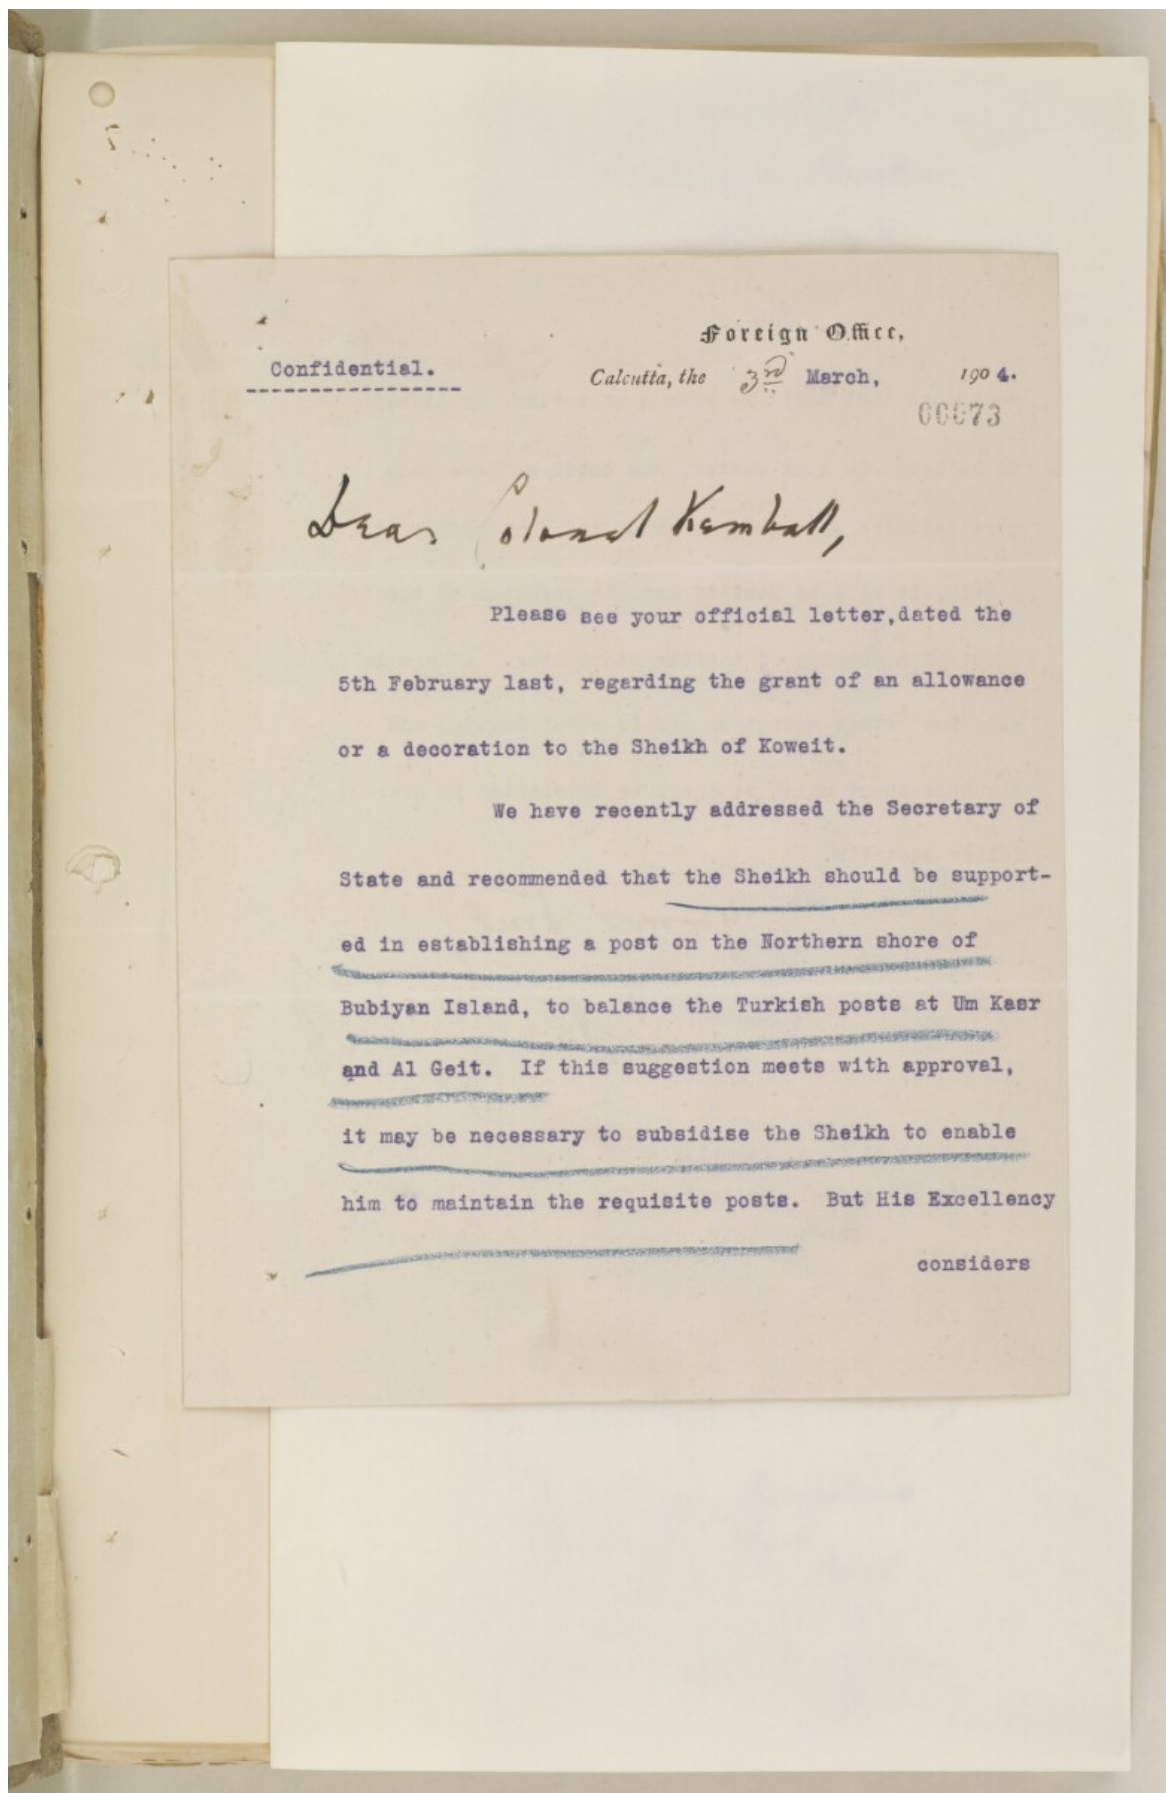 Foreign Office,
Confidential.
Calcutta, the 3rd March, 1904.
00073
Dear Colonel Kemball,
Please see your official letter, dated the
5th February last, regarding the grant of an allowance
or a decoration to the Sheikh of Koweit.
We have recently addressed the Secretary of
State and recommended that the Sheikh should be support-
ed in establishing a post on the Northern shore of
Bubiyan Island, to balance the Turkish posts at Um Kasr
and Al Geit. If this suggestion meets with approval,
it may be necessary to subsidise the Sheikh to enable
him to maintain the requisite posts. But His Excellency
considers